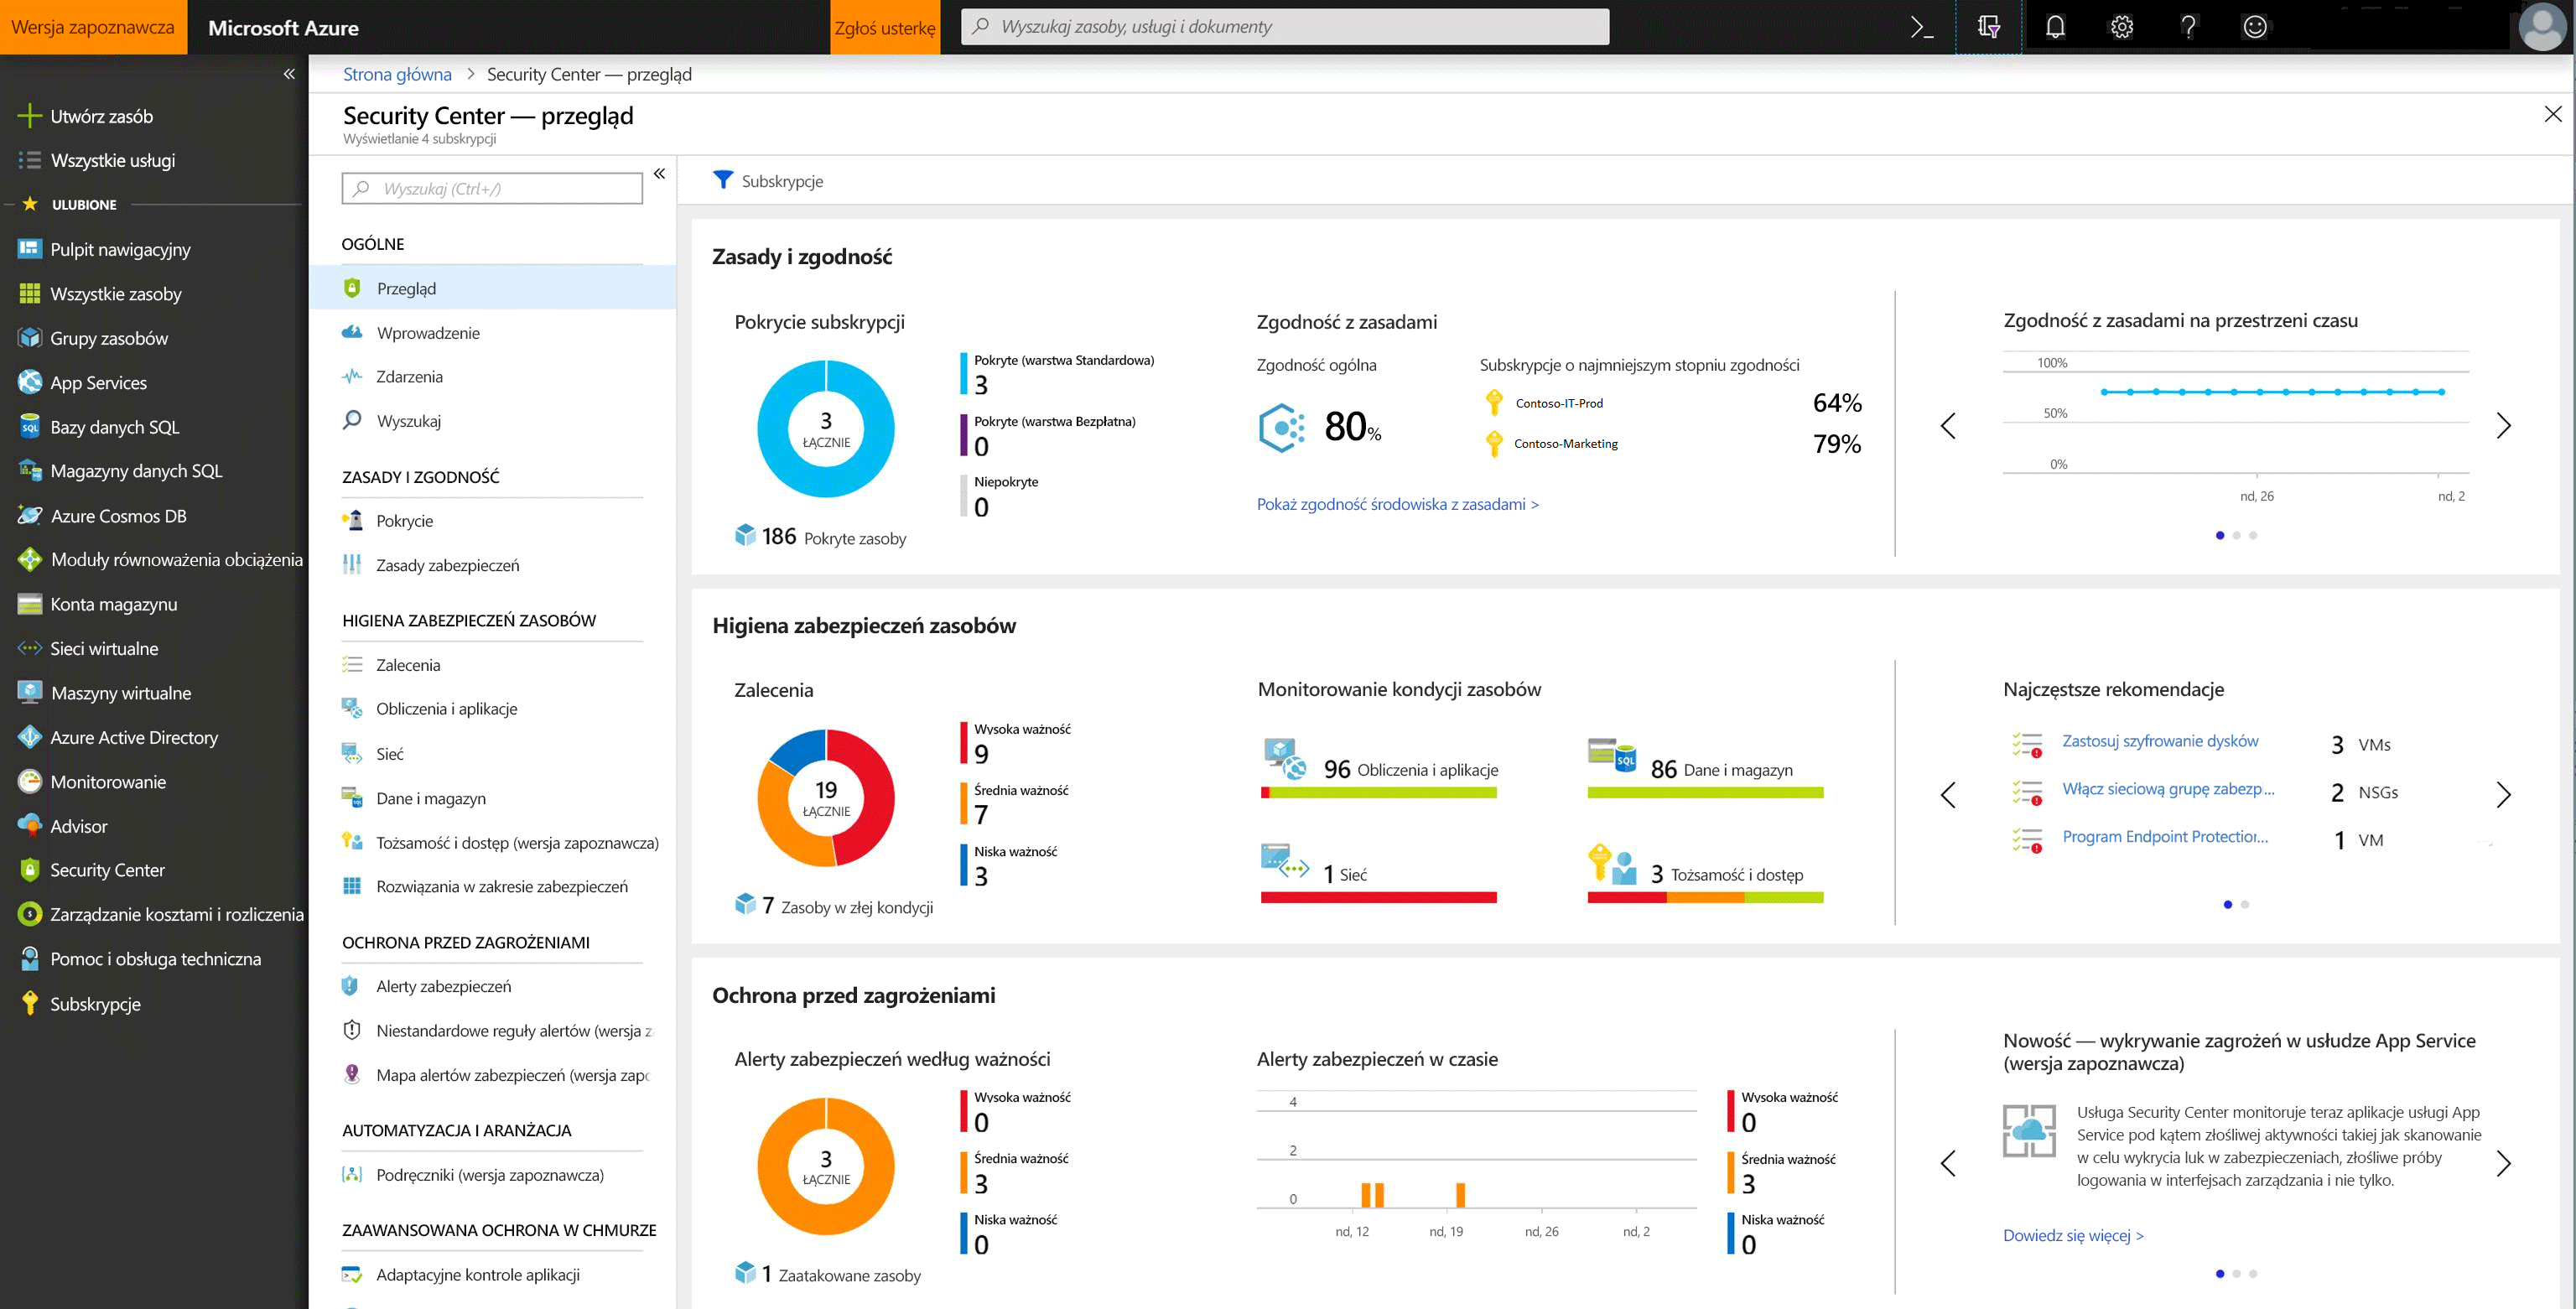 Wersja zapoznawcza
Microsoft Azure
Zgłoś usterkę
Wyszukaj zasoby, usługi i dokumenty
Strona główna > Security Center — przegląd
Security Center — przegląd
Wyświetlanie 4 subskrypcji
Utwórz zasób
Wszystkie usługi
ULUBIONE
Pulpit nawigacyjny
Wszystkie zasoby
Grupy zasobów
App Services
Bazy danych SQL
Magazyny danych SQL
Azure Cosmos DB
Moduły równoważenia obciążenia
Konta magazynu
Sieci wirtualne
Maszyny wirtualne
Azure Active Directory
Monitorowanie
Advisor
Security Center
Zarządzanie kosztami i rozliczenia
Pomoc i obsługa techniczna
Subskrypcje
Wyszukaj (Ctrl+/)
OGÓLNE
Przegląd
Wprowadzenie
Zdarzenia
Wyszukaj
ZASADY I ZGODNOŚĆ
Pokrycie
Zasady zabezpieczeń
HIGIENA ZABEZPIECZEŃ ZASOBÓW
Zalecenia
Obliczenia i aplikacje
Sieć
Dane i magazyn
Tożsamość i dostęp (wersja zapoznawcza)
Rozwiązania w zakresie zabezpieczeń
OCHRONA PRZED ZAGROŻENIAMI
Alerty zabezpieczeń
Niestandardowe reguły alertów (wersja z
Mapa alertów zabezpieczeń (wersja zapo
AUTOMATYZACJA I ARANŻACJA
Podręczniki (wersja zapoznawcza)
ZAAWANSOWANA OCHRONA W CHMURZE
Adaptacyjne kontrole aplikacji
Subskrypcje
Zasady i zgodność
Pokrycie subskrypcji
3
ŁĄCZNIE
Pokryte (warstwa Standardowa)
3
Pokryte (warstwa Bezpłatna)
0
Niepokryte
0
186 Pokryte zasoby
Zgodność z zasadami
Zgodność ogólna
80%
Subskrypcje o najmniejszym stopniu zgodności
Contoso-IT-Prod 64%
Contoso-Marketing 79%
Pokaż zgodność środowiska z zasadami >
Zgodność z zasadami na przestrzeni czasu
100%
50%
0%
nd, 26 nd, 2
Higiena zabezpieczeń zasobów
Zalecenia
19
ŁĄCZNIE
Wysoka ważność
9
Średnia ważność
7
Niska ważność
3
7 Zasoby w złej kondycji
Monitorowanie kondycji zasobów
96 Obliczenia i aplikacje
86 Dane i magazyn
1 Sieć
3 Tożsamość i dostęp
Najczęstsze rekomendacje
Zastosuj szyfrowanie dysków 3 VMs
Włącz sieciową grupę zabezp... 2 NSGs
Program Endpoint Protection... 1 VM
Ochrona przed zagrożeniami
Alerty zabezpieczeń według ważności
3
ŁĄCZNIE
Wysoka ważność
0
Średnia ważność
3
Niska ważność
0
1 Zaatakowane zasoby
Alerty zabezpieczeń w czasie
4
2
0
nd, 12 nd, 19 nd, 26 nd, 2
Wysoka ważność
0
Średnia ważność
3
Niska ważność
0
Nowość — wykrywanie zagrożeń w usłudze App Service
(wersja zapoznawcza)
Usługa Security Center monitoruje teraz aplikacje usługi App
Service pod kątem złośliwej aktywności takiej jak skanowanie
w celu wykrycia luk w zabezpieczeniach, złośliwe próby
logowania w interfejsach zarządzania i nie tylko.
Dowiedz się więcej >